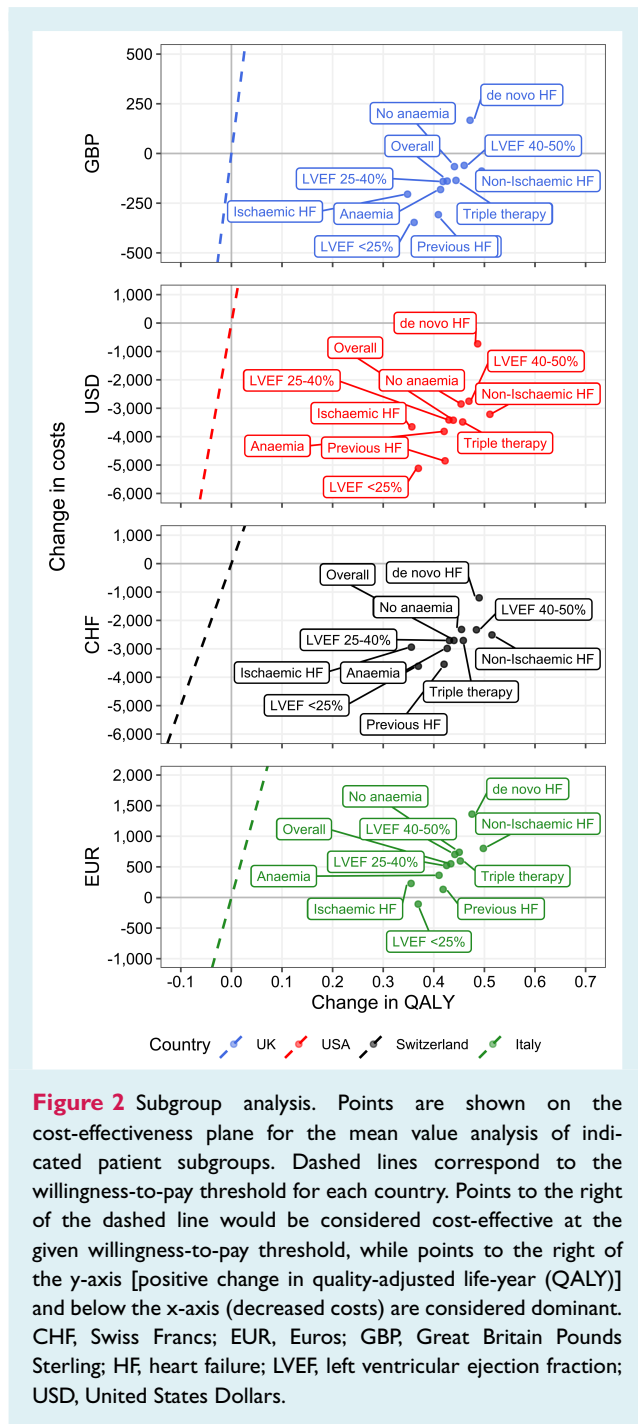 500
250
0
-250
-500
GBP
de novo HF
No anaemia
Overall
LVEF 40-50%
LVEF 25-40%
Non-Ischaemic HF
Ischaemic HF
Anaemia
Triple therapy
LVEF <25%
Previous HF
1,000
0
-1,000
-2,000
-3,000
-4,000
-5,000
-6,000
USD
de novo HF
Overall
LVEF 40-50%
LVEF 25-40%
No anaemia
Non-Ischaemic HF
Ischaemic HF
Anaemia
Previous HF
Triple therapy
LVEF <25%
Change in costs
1,000
0
-1,000
-2,000
-3,000
-4,000
-5,000
-6,000
CHF
Overall
de novo HF
No anaemia
LVEF 40-50%
LVEF 25-40%
Non-Ischaemic HF
Ischaemic HF
Anaemia
Triple therapy
LVEF <25%
Previous HF
2,000
1,500
1,000
500
0
-500
-1,000
EUR
de novo HF
No anaemia
Non-Ischaemic HF
Overall
LVEF 40-50%
LVEF 25-40%
Anaemia
Triple therapy
Ischaemic HF
Previous HF
LVEF <25%
-0.1 0.0 0.1 0.2 0.3 0.4 0.5 0.6 0.7
Change in QALY
Country UK USA Switzerland Italy
Figure 2 Subgroup analysis. Points are shown on the
cost-effectiveness plane for the mean value analysis of indi-
cated patient subgroups. Dashed lines correspond to the
willingness-to-pay threshold for each country. Points to the right
of the dashed line would be considered cost-effective at the
given willingness-to-pay threshold, while points to the right of
the y-axis [positive change in quality-adjusted life-year (QALY)]
and below the x-axis (decreased costs) are considered dominant.
CHF, Swiss Francs; EUR, Euros; GBP, Great Britain Pounds
Sterling; HF, heart failure; LVEF, left ventricular ejection fraction;
USD, United States Dollars.